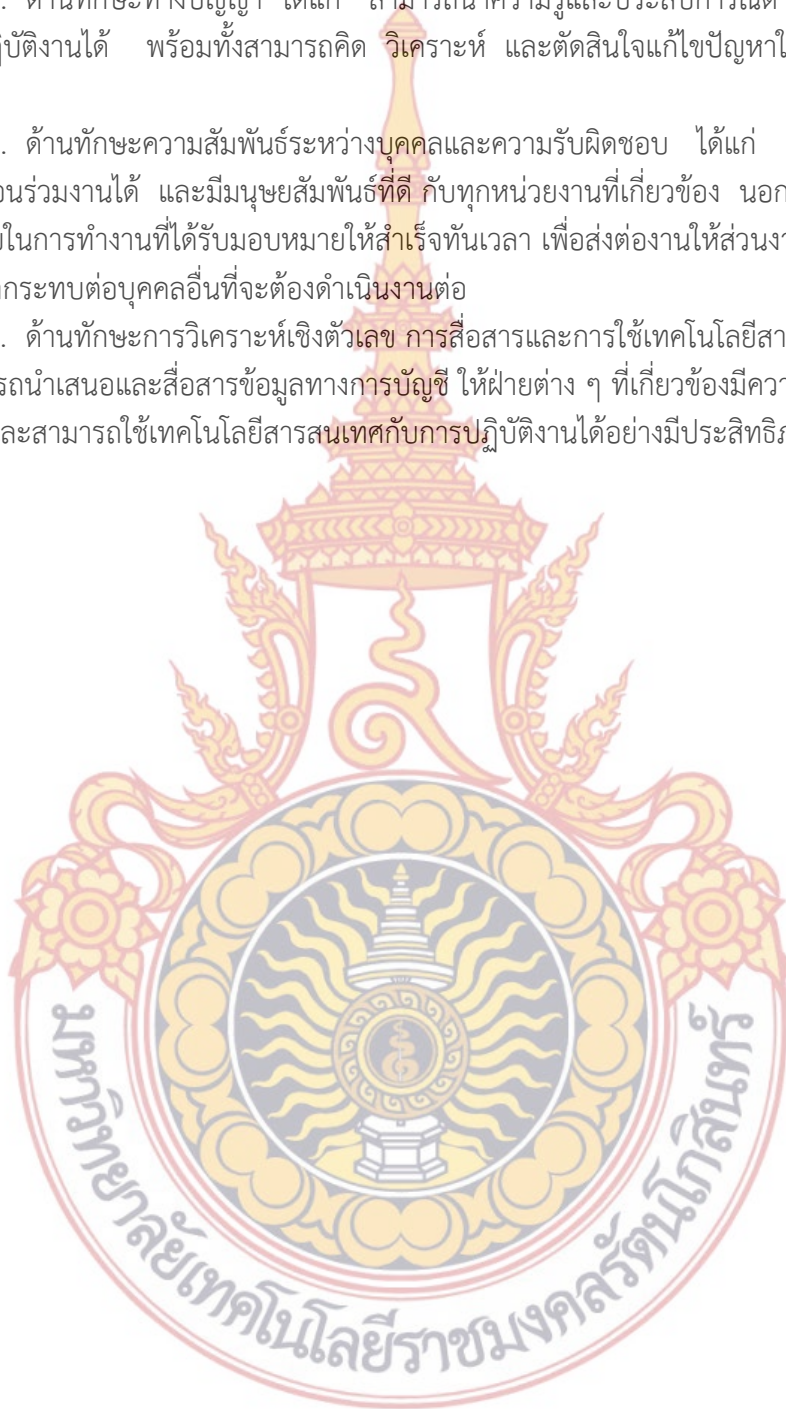 . ด้านทักษะทางปัญญา ได้แก่ สามารถนำความรู้และประสบการณ์
ฏิบัติงานได้ พร้อมทั้งสามารถคิด วิเคราะห์ และตัดสินใจแก้ไขปัญหา
. ด้านทักษะความสัมพันธ์ระหว่างบุคคลและความรับผิดชอบ ได้แก่
อนร่วมงานได้ และมีมนุษยสัมพันธ์ที่ดี กับทุกหน่วยงานที่เกี่ยวข้อง นอก
ในการทำงานที่ได้รับมอบหมายให้สำเร็จทันเวลา เพื่อส่งต่องานให้ส่วนงา
กระทบต่อบุคคลอื่นที่จะต้องดำเนินงานต่อ
. ด้านทักษะการวิเคราะห์เชิงตัวเลข การสื่อสารและการใช้เทคโนโลยีสา
รถนำเสนอและสื่อสารข้อมูลทางการบัญชี ให้ฝ่ายต่าง ๆ ที่เกี่ยวข้องมีควา
ละสามารถใช้เทคโนโลยีสารสนเทศกับการปฏิบัติงานได้อย่างมีประสิทธิภ
มหาวิทยาลัยเทคโนโลยีราชมงคลรัตนโกสินทร์